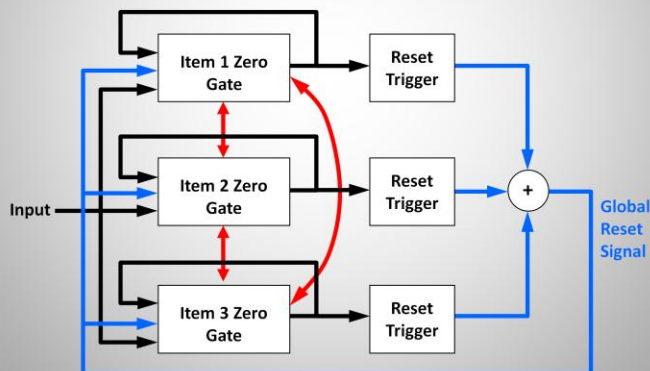 Item 1 Zero
Gate
Reset
Trigger
Item 2 Zero
Gate
Reset
Trigger
+
Input
Global
Reset
Signal
Item 3 Zero
Gate
Reset
Trigger